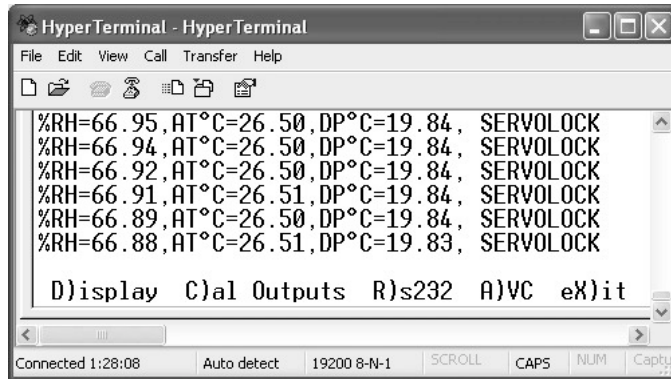 HyperTerminal - HyperTerminal
File Edit View Call Transfer Help
%RH=66.95,AT°C=26.50,DP°C=19.84, SERVOLOCK
%RH=66.94,AT°C=26.50,DP°C=19.84, SERVOLOCK
%RH=66.92,AT°C=26.50,DP°C=19.84, SERVOLOCK
%RH=66.91,AT°C=26.51,DP°C=19.84, SERVOLOCK
%RH=66.89,AT°C=26.50,DP°C=19.84, SERVOLOCK
%RH=66.88,AT°C=26.51,DP°C=19.83, SERVOLOCK
D)isplay C)al Outputs R)s232 A)VC eX)it
Connected 1:28:08 Auto detect 19200 8-N-1 SCROLL CAPS NUM Captu